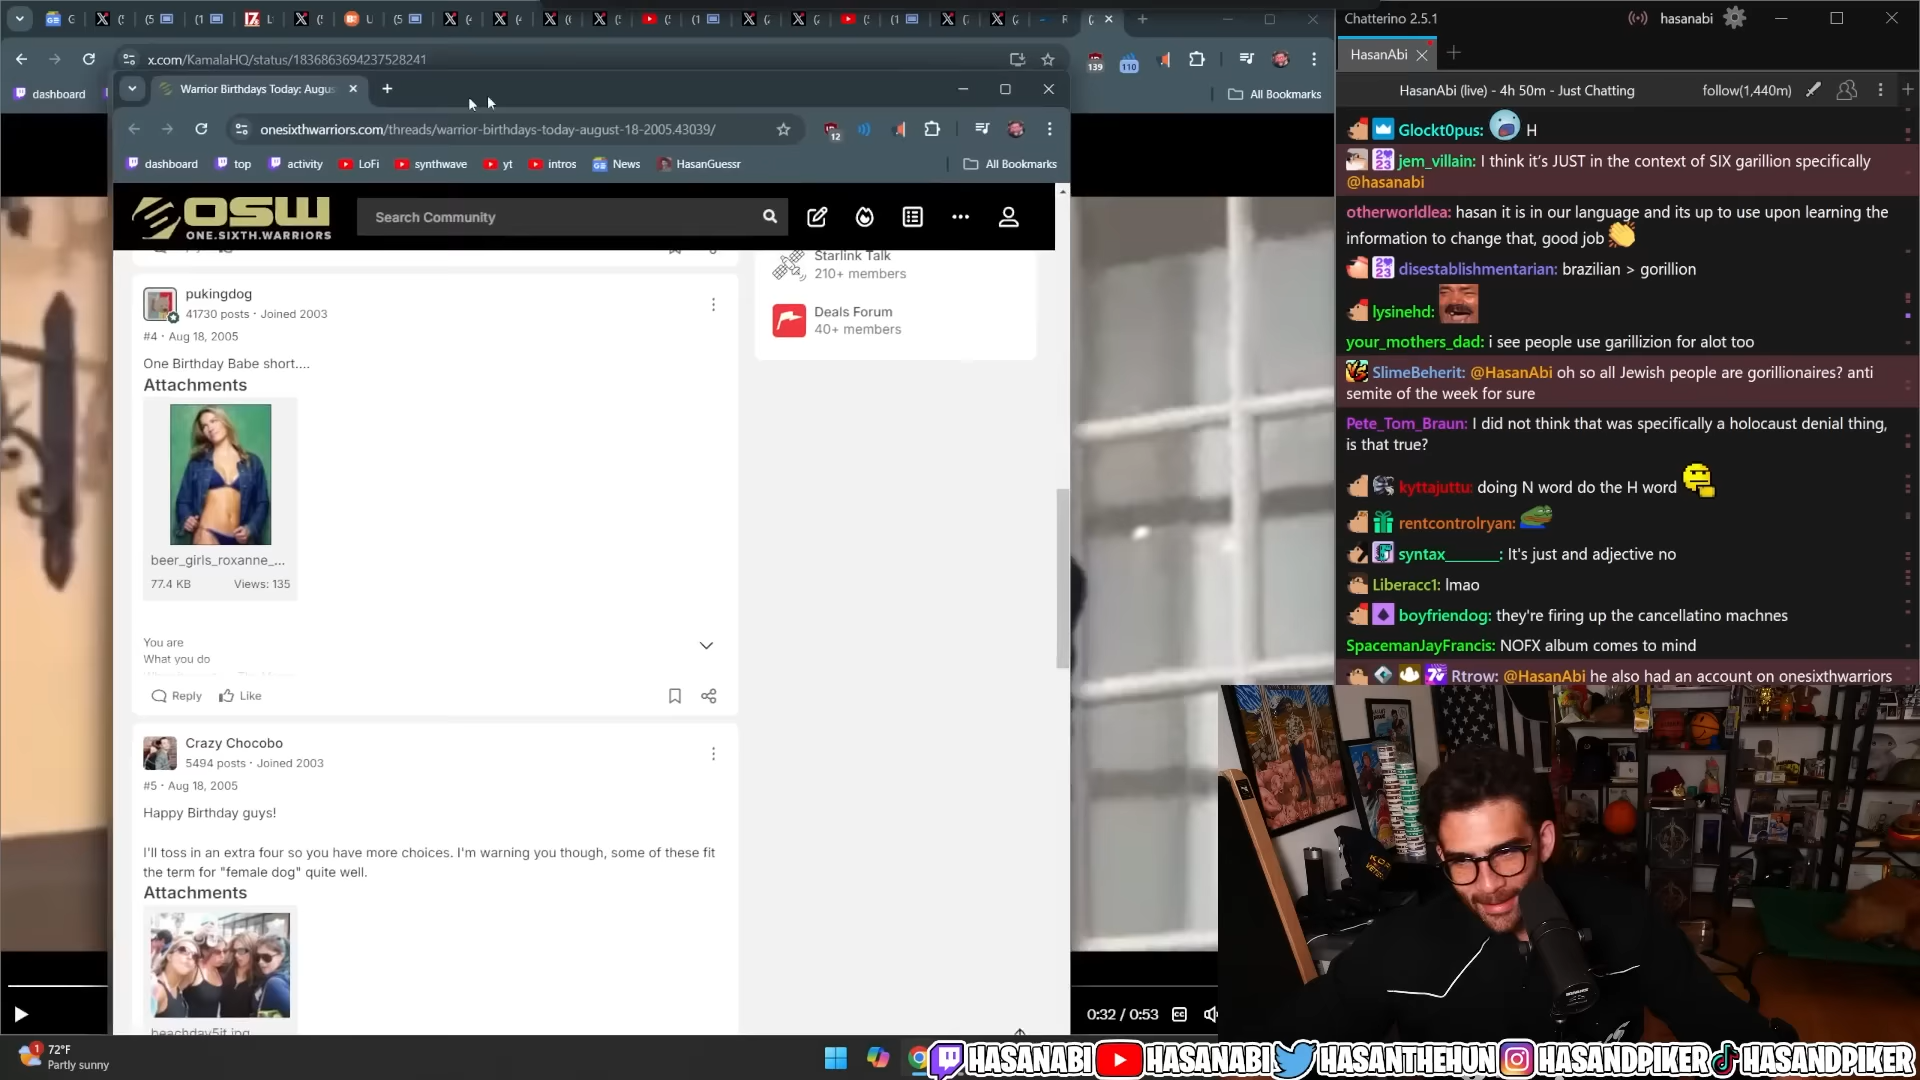 x.com/KamalaHQ/status/1836863694237528241
dashboard
All Bookmarks
139
110
Warrior Birthdays Today: Augus
onesixthwarriors.com/threads/warrior-birthdays-today-august-18-2005.43039/
12
dashboard
top
activity
LoFi
synthwave
yt
intros
News
HasanGuessr
All Bookmarks
OSW
ONE.SIXTH.WARRIORS
Search Community
Starlink Talk
210+ members
Deals Forum
40+ members
pukingdog
41730 posts · Joined 2003
#4 · Aug 18, 2005
One Birthday Babe short....
Attachments
beer_girls_roxanne_...
77.4 KB Views: 135
You are
What you do
Reply Like
Crazy Chocobo
5494 posts · Joined 2003
#5 · Aug 18, 2005
Happy Birthday guys!
I'll toss in an extra four so you have more choices. I'm warning you though, some of these fit
the term for "female dog" quite well.
Attachments
beachday5it.jpg
0:32 / 0:53
Chatterino 2.5.1
hasanabi
HasanAbi
HasanAbi (live) - 4h 50m - Just Chatting
follow(1,440m)
Glockt0pus: H
jem_villain: I think it's JUST in the context of SIX garillion specifically
@hasanabi
otherworldlea: hasan it is in our language and its up to use upon learning the
information to change that, good job
disestablishmentarian: brazilian > gorillion
lysinehd:
your_mothers_dad: i see people use garillizion for alot too
SlimeBeherit: @HasanAbi oh so all Jewish people are gorillionaires? anti
semite of the week for sure
Pete_Tom_Braun: I did not think that was specifically a holocaust denial thing,
is that true?
kyttajuttu: doing N word do the H word
rentcontrolryan:
syntax______: It's just and adjective no
Liberacc1: lmao
boyfriendog: they're firing up the cancellatino machnes
SpacemanJayFrancis: NOFX album comes to mind
Rtrow: @HasanAbi he also had an account on onesixthwarriors
1
72°F
Partly sunny
HASANABI
HASANABI
HASANTHEHUN
HASANDPIKER
HASANDPIKER